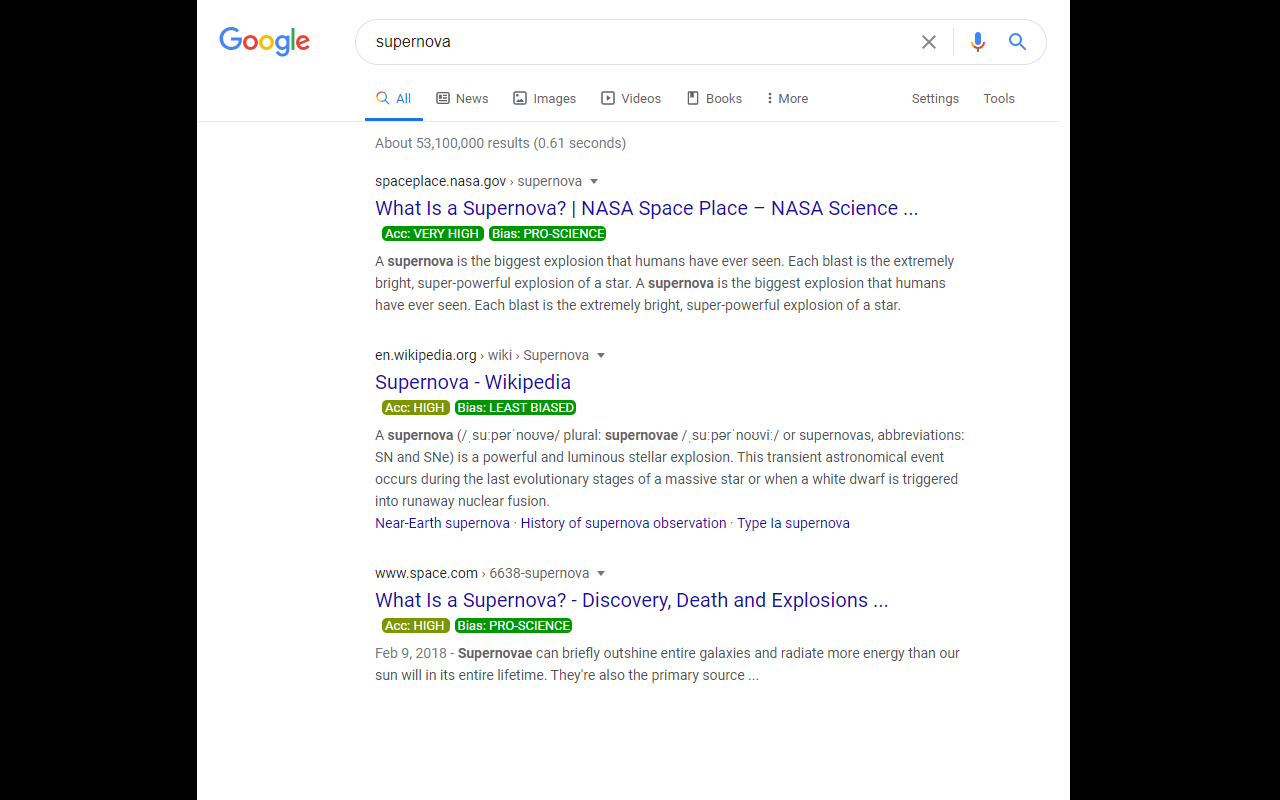 Google supernova
All News Images Videos Books More Settings Tools
About 53,100,000 results (0.61 seconds)
spaceplace.nasa.gov › supernova
What Is a Supernova? | NASA Space Place – NASA Science ...
Acc: VERY HIGH Bias: PRO-SCIENCE
A supernova is the biggest explosion that humans have ever seen. Each blast is the extremely
bright, super-powerful explosion of a star. A supernova is the biggest explosion that humans
have ever seen. Each blast is the extremely bright, super-powerful explosion of a star.
en.wikipedia.org › wiki › Supernova
Supernova - Wikipedia
Acc: HIGH Bias: LEAST BIASED
A supernova (/ˌsuːpərˈnoʊvə/ plural: supernovae /ˌsuːpərˈnoʊviː/ or supernovas, abbreviations:
SN and SNe) is a powerful and luminous stellar explosion. This transient astronomical event
occurs during the last evolutionary stages of a massive star or when a white dwarf is triggered
into runaway nuclear fusion.
Near-Earth supernova · History of supernova observation · Type Ia supernova
www.space.com › 6638-supernova
What Is a Supernova? - Discovery, Death and Explosions ...
Acc: HIGH Bias: PRO-SCIENCE
Feb 9, 2018 - Supernovae can briefly outshine entire galaxies and radiate more energy than our
sun will in its entire lifetime. They're also the primary source ...